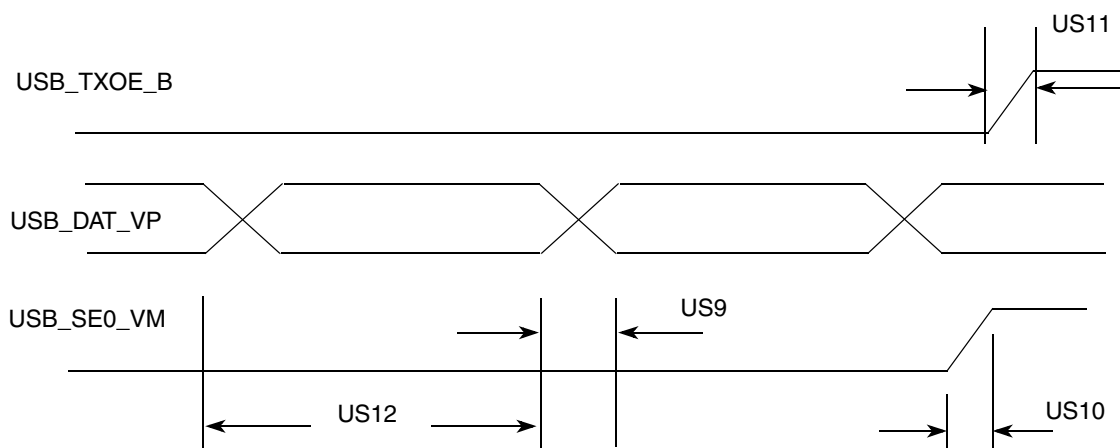 US11
USB_TXOE_B
USB_DAT_VP
USB_SE0_VM
US9
US12
US10